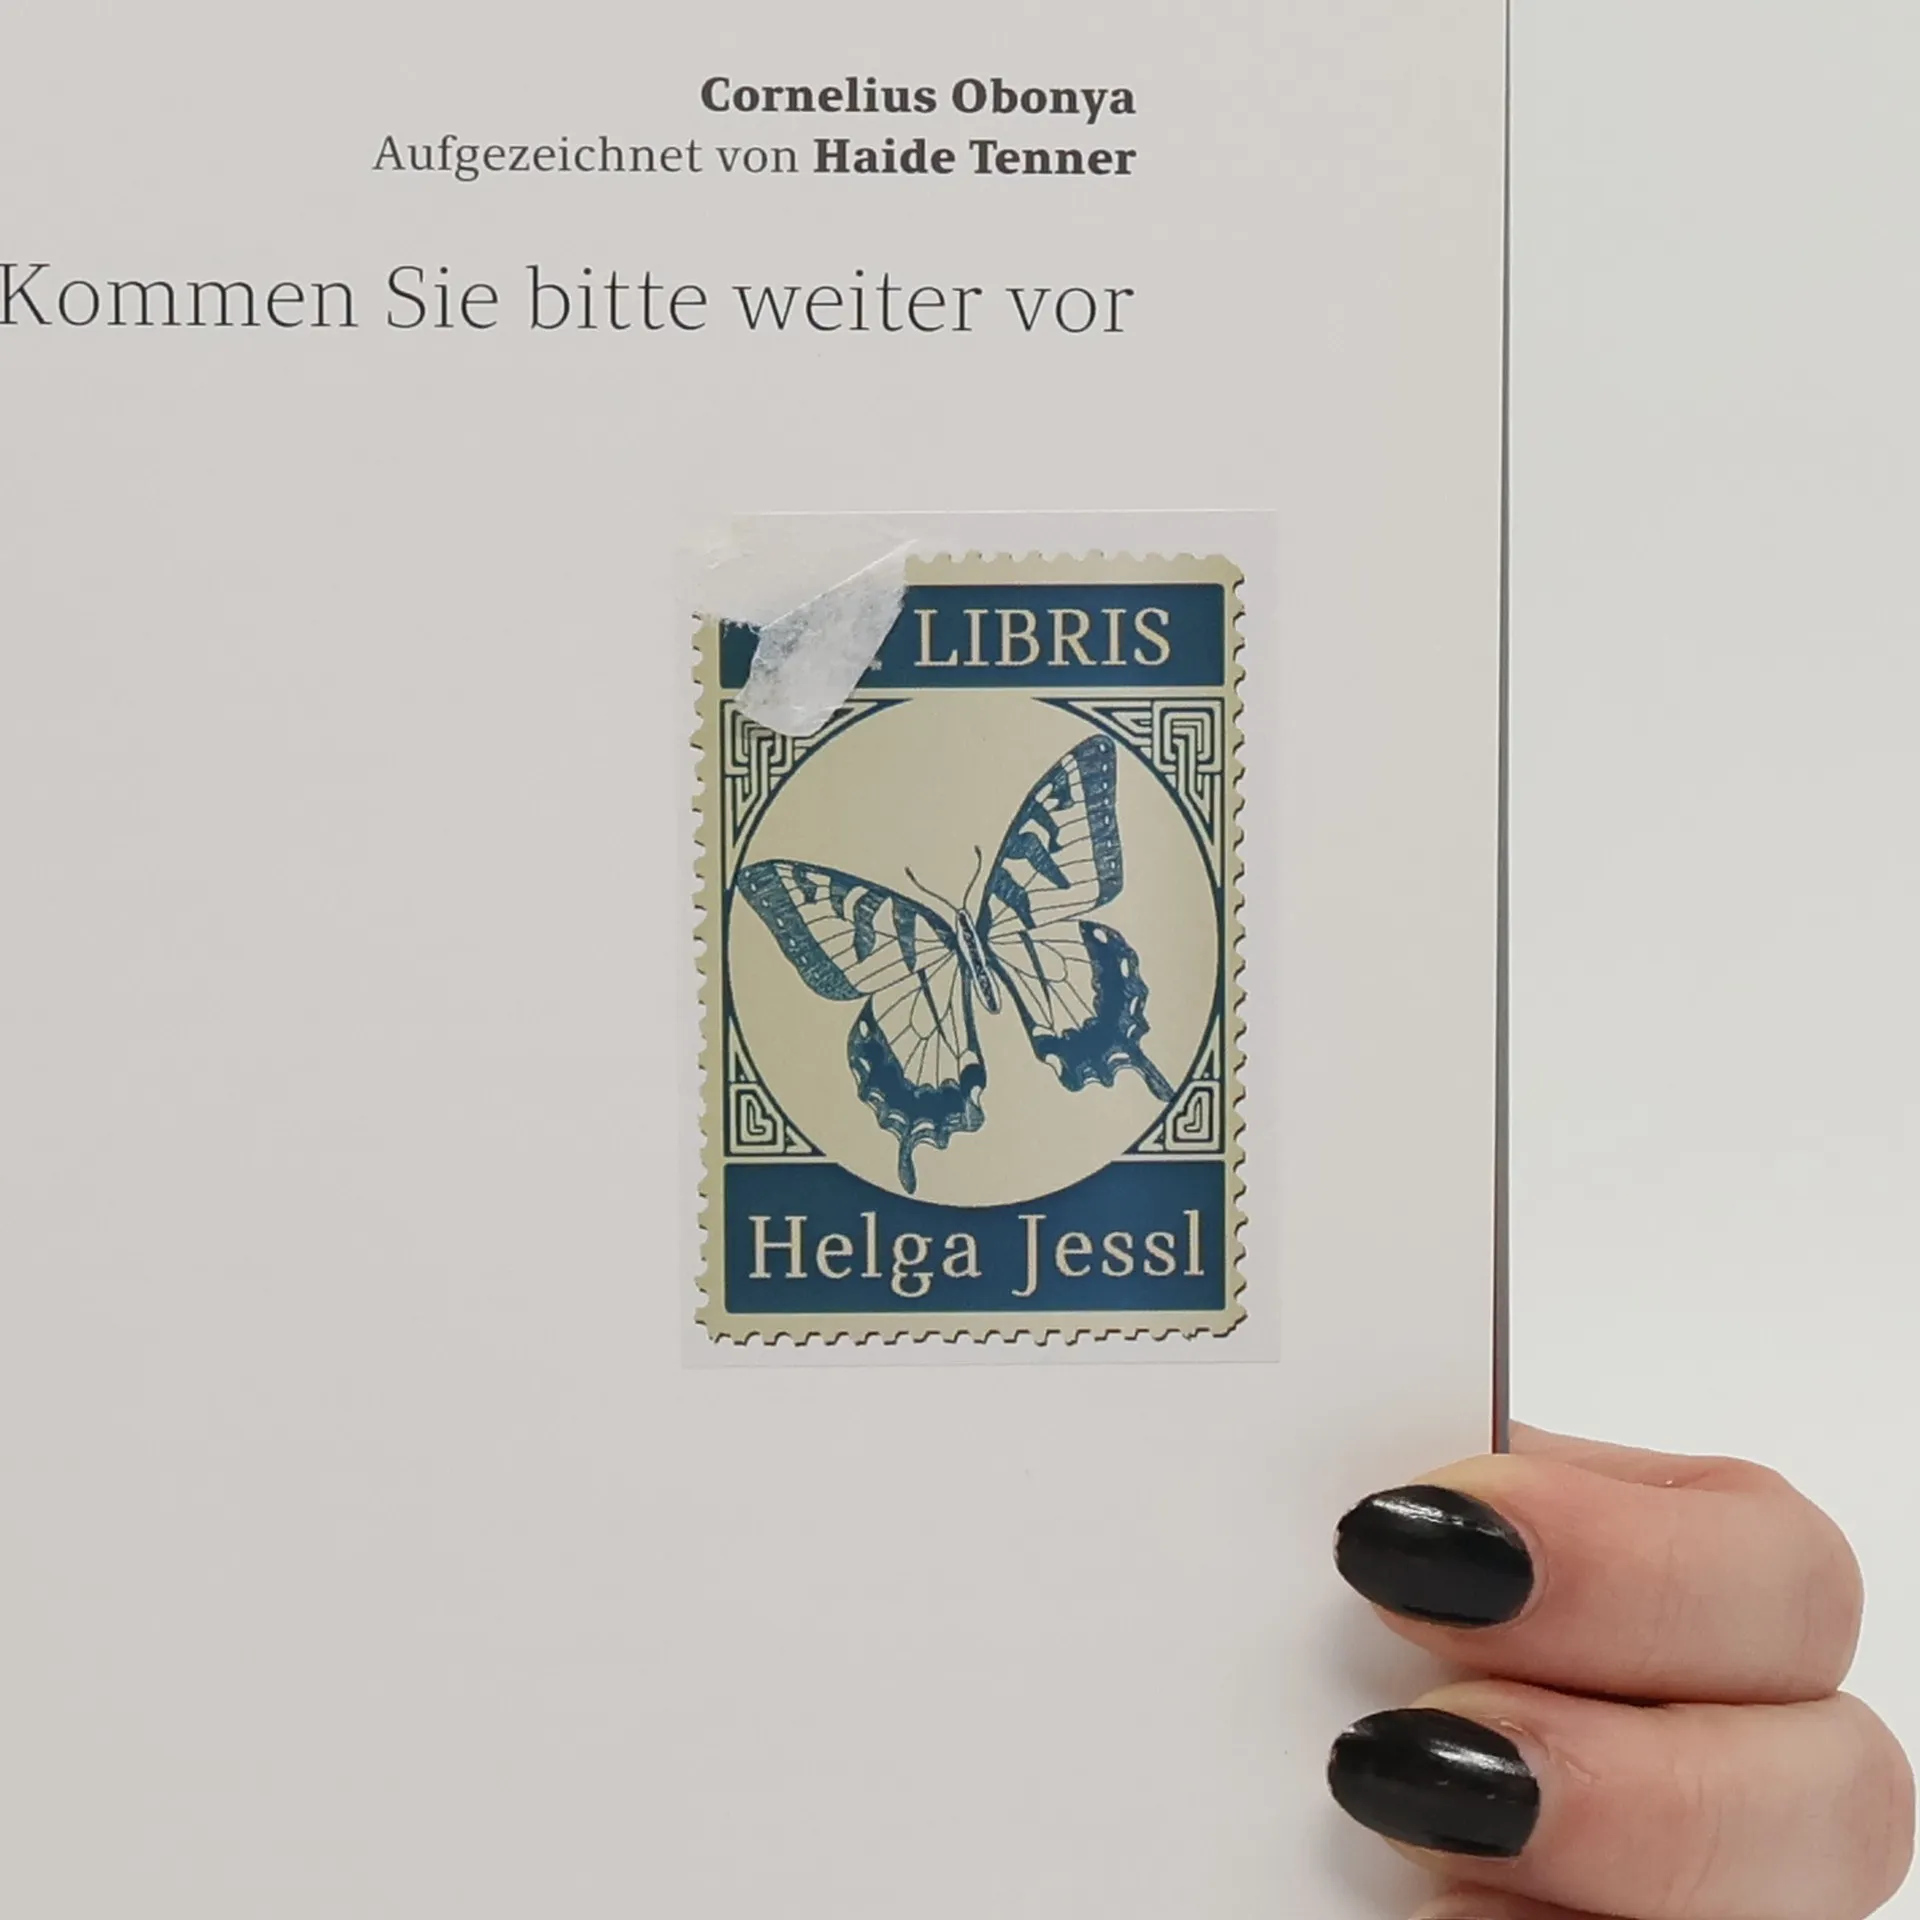 Cornelius Obonya
Aufgezeichnet von Haide Tenner
Kommen Sie bitte weiter vor
LIBRIS
Helga Jessl